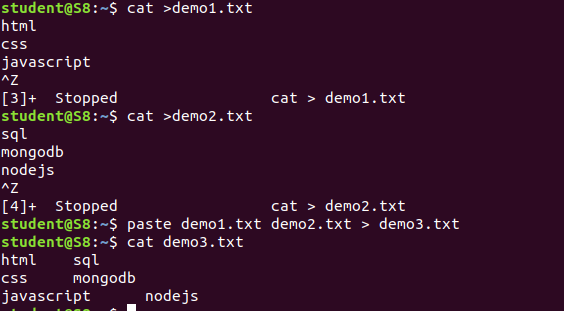 student@S8:~$ cat >demo1.txt
html
css
javascript
^Z
[3]+  Stopped                 cat > demo1.txt
student@S8:~$ cat >demo2.txt
sql
mongodb
nodejs
^Z
[4]+  Stopped                 cat > demo2.txt
student@S8:~$ paste demo1.txt demo2.txt > demo3.txt
student@S8:~$ cat demo3.txt
html    sql
css     mongodb
javascript      nodejs
student@S8:~$